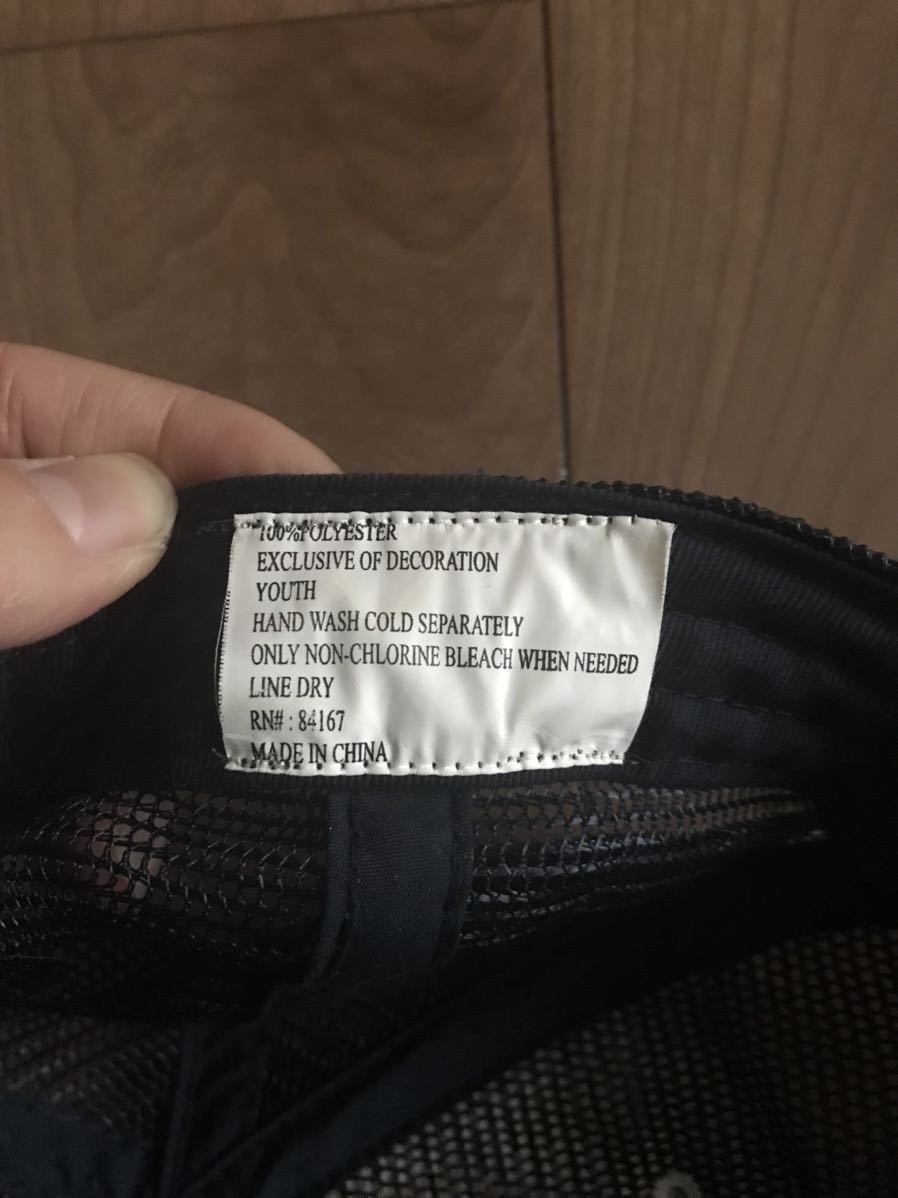 100%POLYESTER
EXCLUSIVE OF DECORATION
YOUTH
HAND WASH COLD SEPARATELY
ONLY NON-CHLORINE BLEACH WHEN NEEDED
LINE DRY
RN# : 84167
MADE IN CHINA